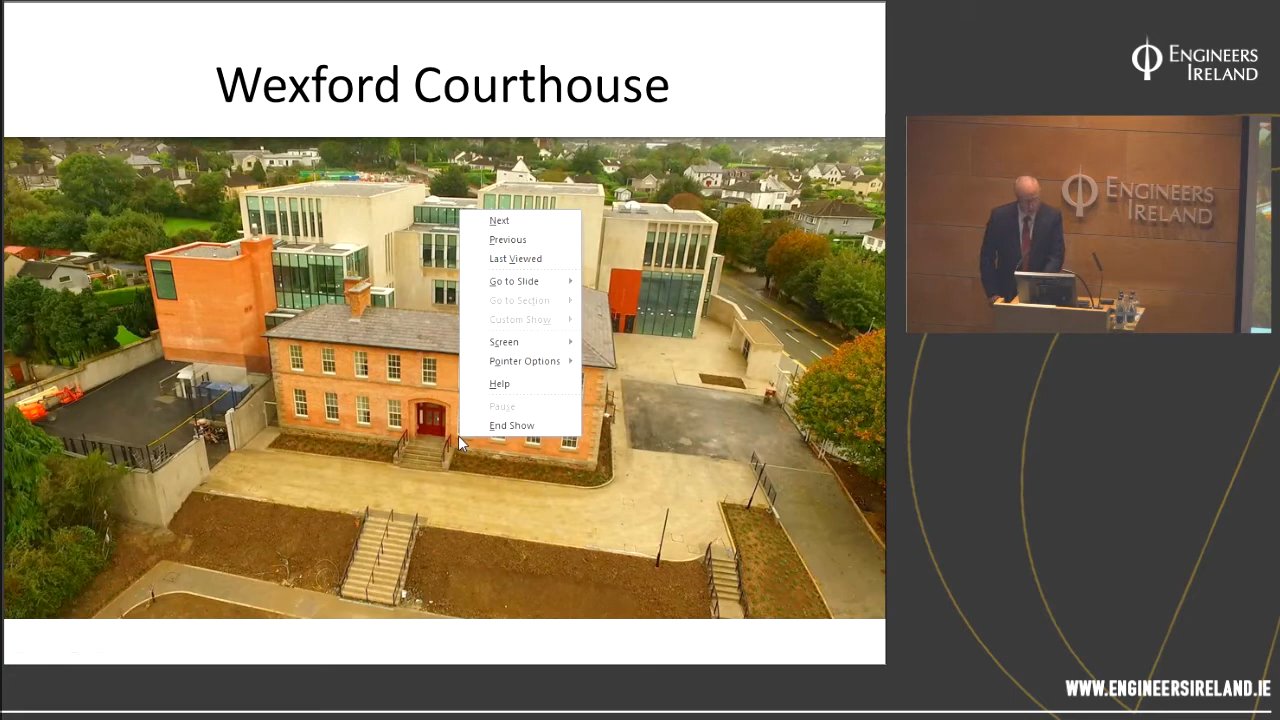 Wexford Courthouse
Next
Previous
Last Viewed
Go to Slide
Go to Section
Custom Show
Screen
Pointer Options
Help
Pause
End Show
ENGINEERS
IRELAND
ENGINEERS
IRELAND
WWW.ENGINEERSIRELAND.IE